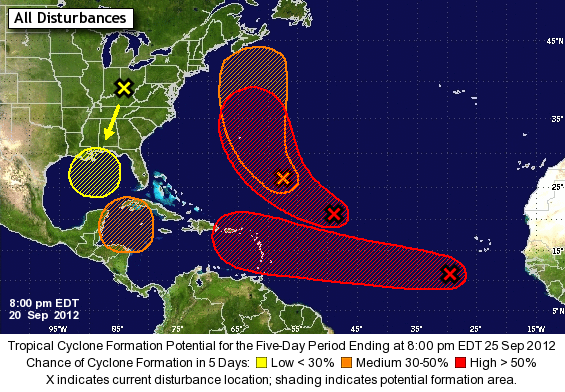 All Disturbances
45°N
35°N
25°N
15°N
5°N
8:00 pm EDT
20 Sep 2012
95°W 85°W 75°W 65°W 55°W 45°W 35°W 25°W 15°W
Tropical Cyclone Formation Potential for the Five-Day Period Ending at 8:00 pm EDT 25 Sep 2012
Chance of Cyclone Formation in 5 Days: Low < 30% Medium 30-50% High > 50%
X indicates current disturbance location; shading indicates potential formation area.